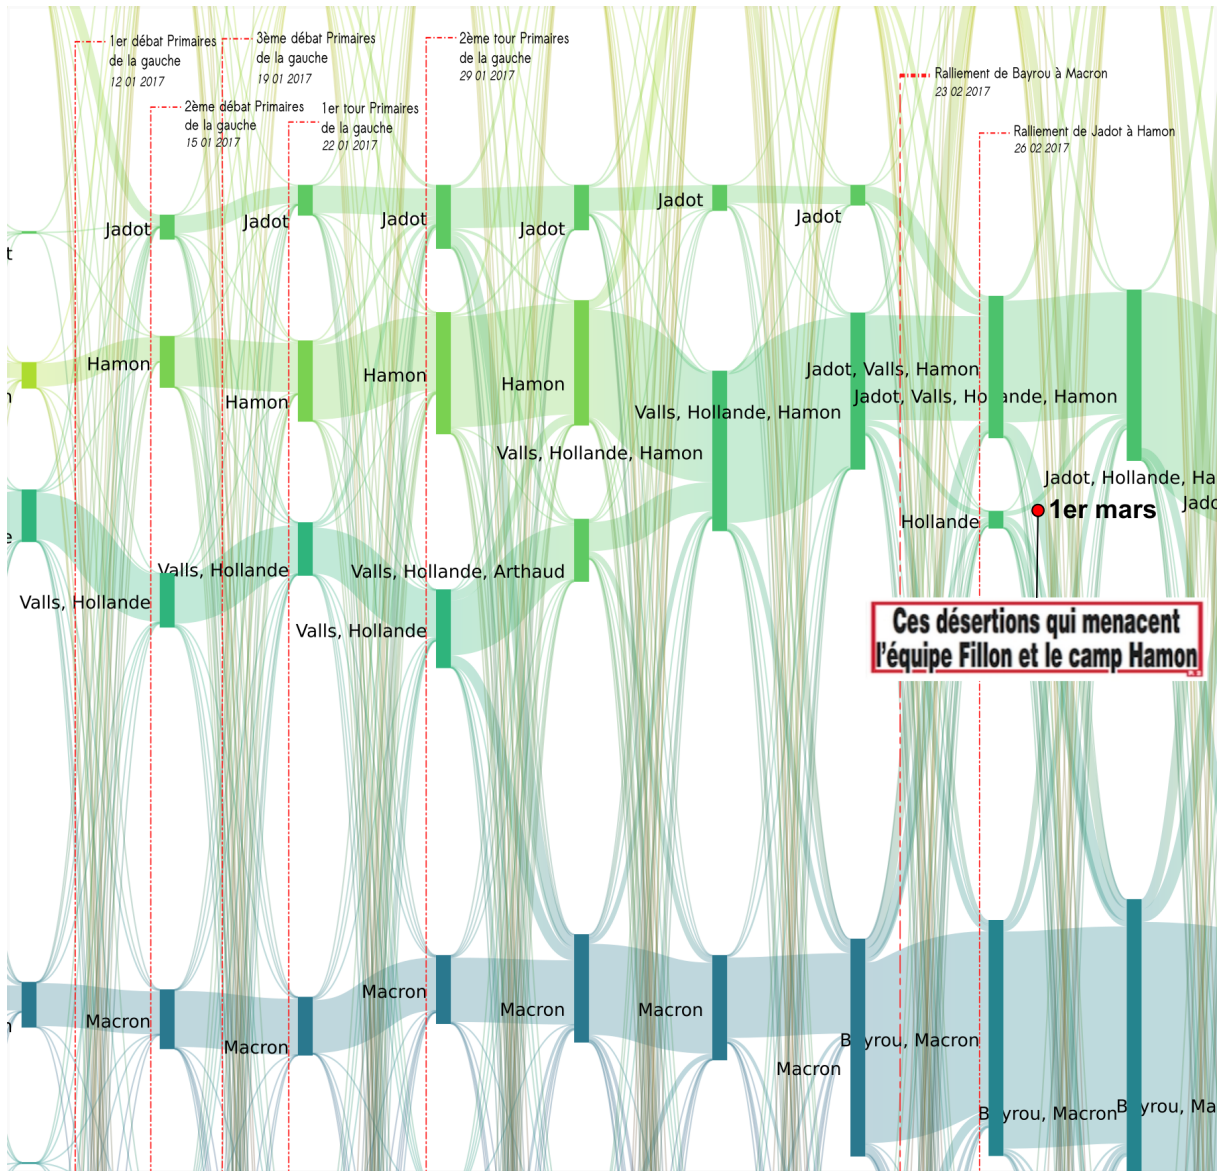 1er débat Primaires
de la gauche
12 01 2017
3ème débat Primaires
de la gauche
19 01 2017
2ème tour Primaires
de la gauche
29 01 2017
Ralliement de Bayrou à Macron
23 02 2017
2ème débat Primaires
de la gauche
15 01 2017
1er tour Primaires
de la gauche
22 01 2017
Ralliement de Jadot à Hamon
26 02 2017
Jadot
Jadot
Jadot
Jadot
Jadot
Jadot
t
Hamon
Hamon
Hamon
Hamon
Jadot, Valls, Hamon
Jadot, Valls, Hollande, Hamon
Valls, Hollande, Hamon
Valls, Hollande, Hamon
n
Jadot, Hollande, Ha
Jado
1er mars
Hollande
e
Valls, Hollande
Valls, Hollande
Valls, Hollande, Arthaud
Valls, Hollande
Ces désertions qui menacent
l'équipe Fillon et le camp Hamon
Macron
Macron
Macron
Macron
Macron
Macron
n
Bayrou, Macron
Bayrou, Macron
Bayrou, Ma